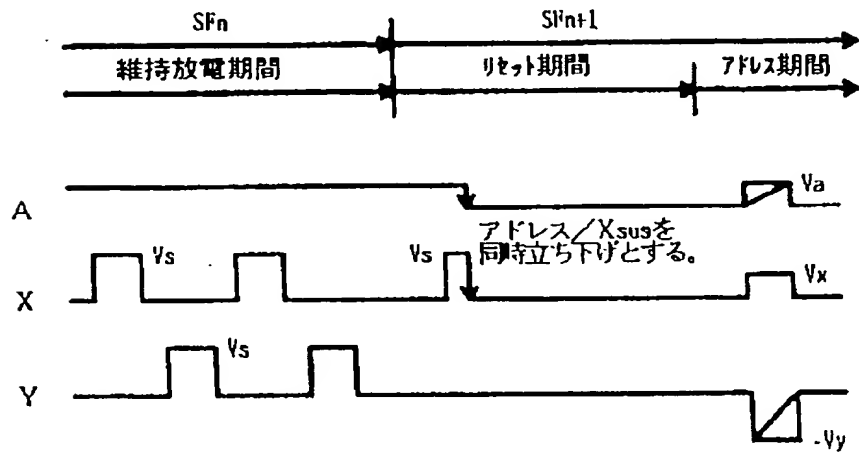 SFn
SFn+1
維持放電期間
リセット期間
アドレス期間
A
Va
アドレス/Xsusを
同時立ち下げとする。
Vs
Vs
X
Vx
Vs
Y
-Vy